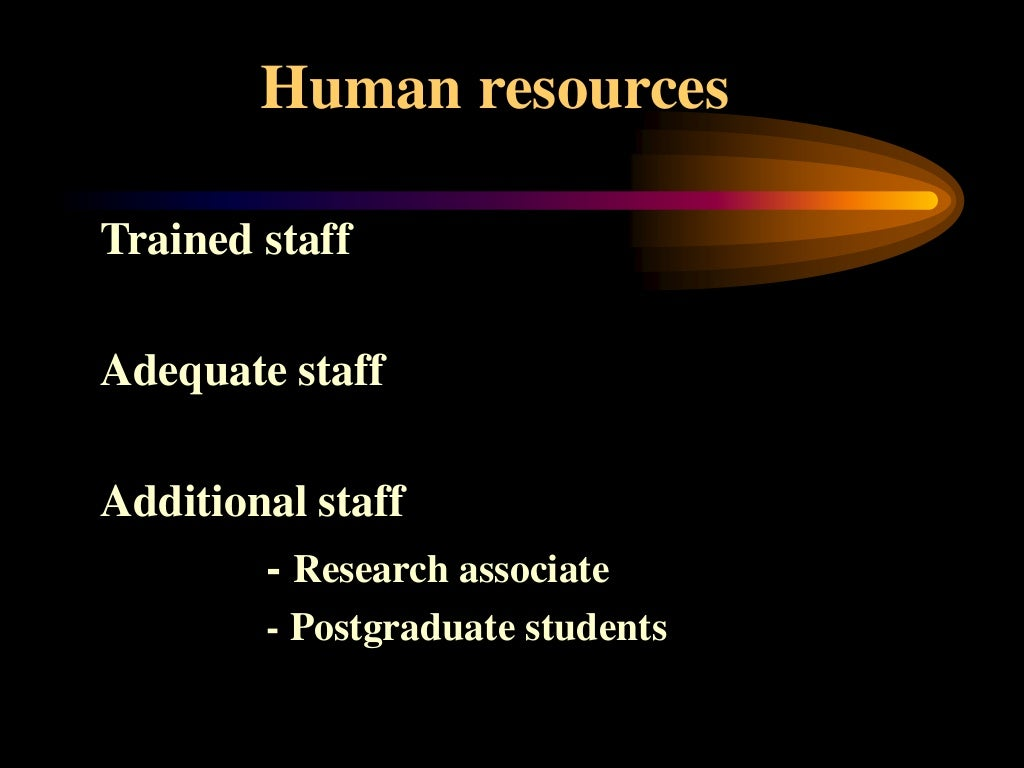 Human resources
Trained staff
Adequate staff
Additional staff
- Research associate
- Postgraduate students